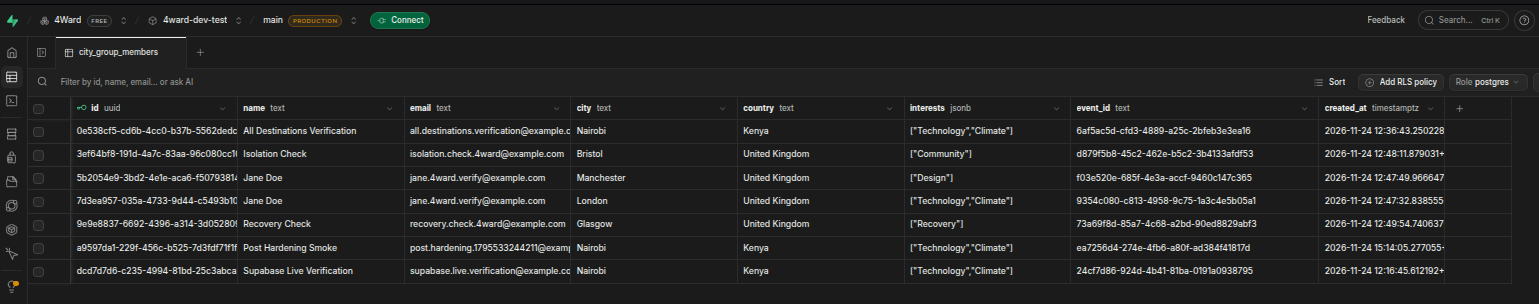 4Ward FREE 4ward-dev-test main PRODUCTION Connect Feedback Search... Ctrl K
city_group_members
Filter by id, name, email... or ask AI Sort Add RLS policy Role postgres
id uuid name text email text city text country text interests jsonb event_id text created_at timestamptz
0e538cf5-cd6b-4cc0-b37b-5562dedc All Destinations Verification all.destinations.verification@example.c Nairobi Kenya ["Technology","Climate"] 6af5ac5d-cfd3-4889-a25c-2bfeb3e3ea16 2026-11-24 12:36:43.250228
3ef64bf8-191d-4a7c-83aa-96c080cc10 Isolation Check isolation.check.4ward@example.com Bristol United Kingdom ["Community"] d879f5b8-45c2-462e-b5c2-3b4133afdf53 2026-11-24 12:48:11.879031+
5b2054e9-3bd2-4e1e-aca6-f50793814 Jane Doe jane.4ward.verify@example.com Manchester United Kingdom ["Design"] f03e520e-685f-4e3a-accf-9460c147c365 2026-11-24 12:47:49.966647
7d3ea957-035a-4733-9d44-c5493b10 Jane Doe jane.4ward.verify@example.com London United Kingdom ["Technology","Climate"] 9354c080-c813-4958-9c75-1a3c4e5b05a1 2026-11-24 12:47:32.838555
9e9e8837-6692-4396-a314-3d052809 Recovery Check recovery.check.4ward@example.com Glasgow United Kingdom ["Recovery"] 73a69f8d-85a7-4c68-a2bd-90ed8829abf3 2026-11-24 12:49:54.740637
a9597da1-229f-456c-b525-7d3fdf71f1f Post Hardening Smoke post.hardening.1795533244211@examp Nairobi Kenya ["Technology","Climate"] ea7256d4-274e-4fb6-a80f-ad384f41817d 2026-11-24 15:14:05.277055+
dcd7d7d6-c235-4994-81bd-25c3abca Supabase Live Verification supabase.live.verification@example.co Nairobi Kenya ["Technology","Climate"] 24cf7d86-924d-4b41-81ba-0191a0938795 2026-11-24 12:16:45.612192+